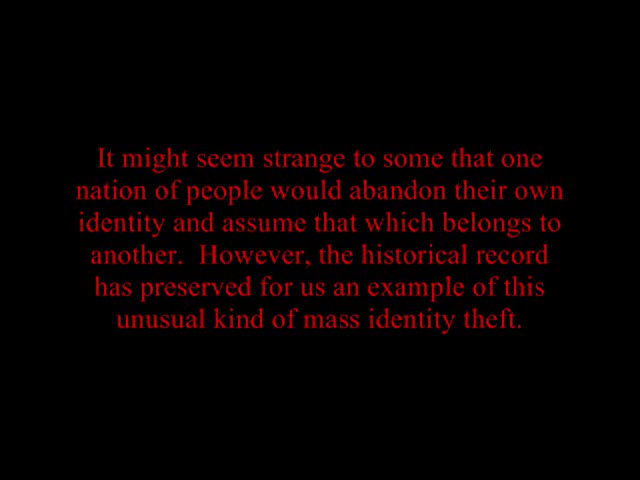 It might seem strange to some that one
nation of people would abandon their own
identity and assume that which belongs to
another.  However, the historical record
has preserved for us an example of this
unusual kind of mass identity theft.